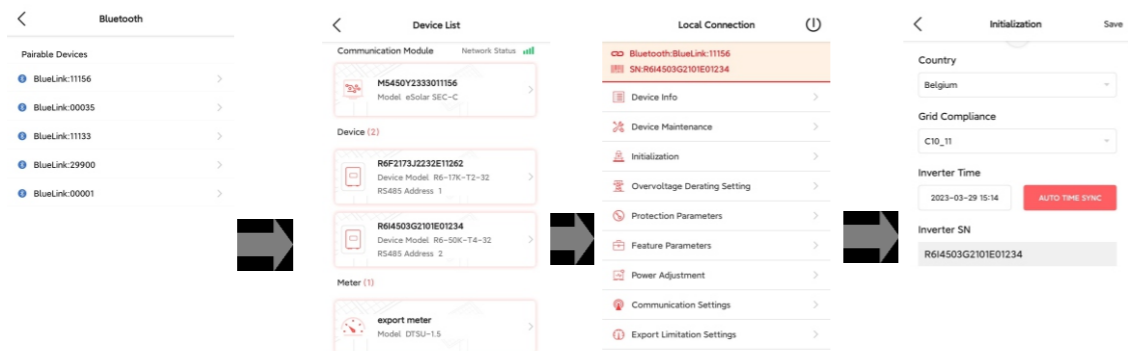 Bluetooth
Pairable Devices
BlueLink:11156
BlueLink:00035
BlueLink:11133
BlueLink:29900
BlueLink:00001
Device List
Communication Module Network Status
M5450Y2333011156
Model eSolar SEC-C
Device (2)
R6F2173J2232E11262
Device Model R6-17K-T2-32
RS485 Address 1
R6I4503G2101E01234
Device Model R6-50K-T4-32
RS485 Address 2
Meter (1)
export meter
Model DTSU-1.5
Local Connection
Bluetooth:BlueLink:11156
SN:R6I4503G2101E01234
Device Info
Device Maintenance
Initialization
Overvoltage Derating Setting
Protection Parameters
Feature Parameters
Power Adjustment
Communication Settings
Export Limitation Settings
Initialization Save
Country
Belgium
Grid Compliance
C10_11
Inverter Time
2023-03-29 15:14 AUTO TIME SYNC
Inverter SN
R6I4503G2101E01234